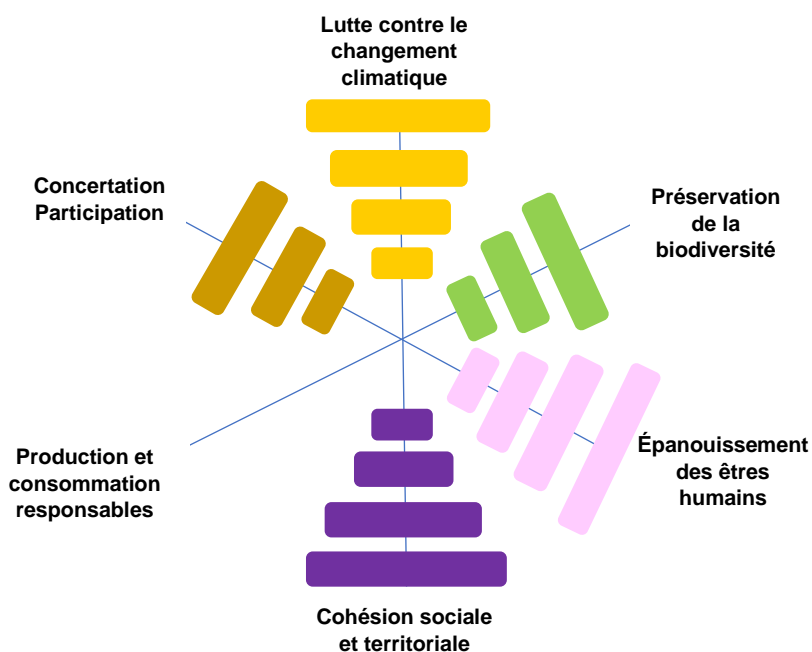 Lutte contre le
changement
climatique
Concertation
Participation
Préservation
de la
biodiversité
Production et
consommation
responsables
Épanouissement
des êtres
humains
Cohésion sociale
et territoriale